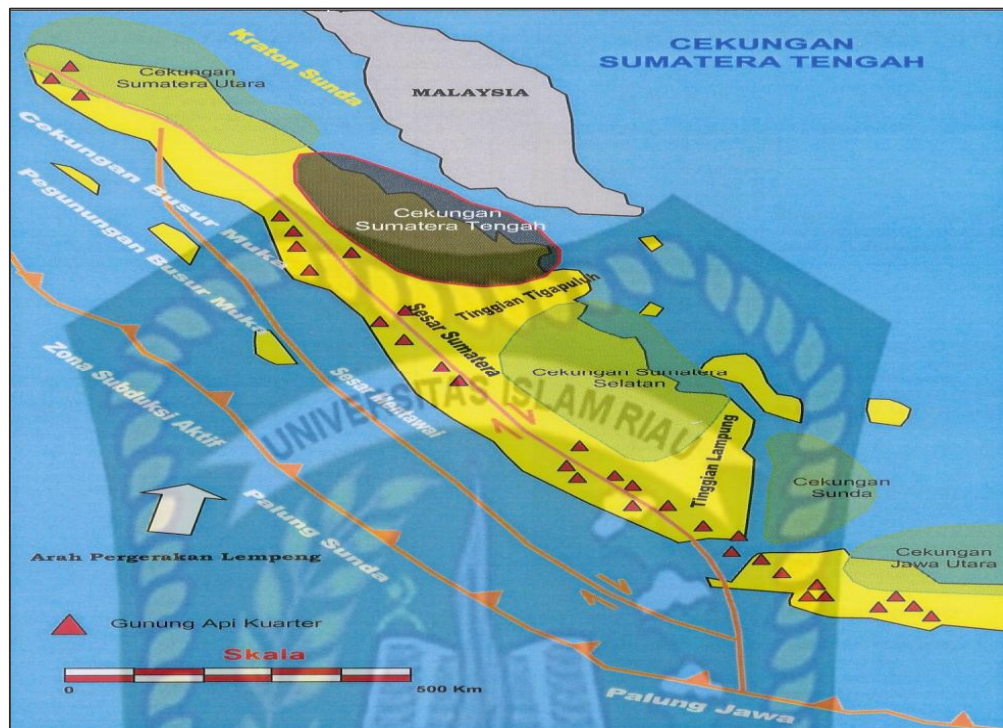 CEKUNGAN
SUMATERA TENGAH
Kraton Sunda
Cekungan
Sumatera Utara
MALAYSIA
Cekungan Busur Muka
Pegunungan Busur Muka
Cekungan
Sumatera Tengah
Tinggian Tigapuluh
Sesar Sumatera
Zona Subduksi Aktif
Sesar Mentawai
Cekungan Sumatera
Selatan
UNIVERSITAS ISLAM RIAU
Tinggian Lampung
Cekungan
Sunda
Palung Sunda
Arah Pergerakan Lempeng
Cekungan
Jawa Utara
Gunung Api Kuarter
Skala
0
500 Km
Palung Jawa